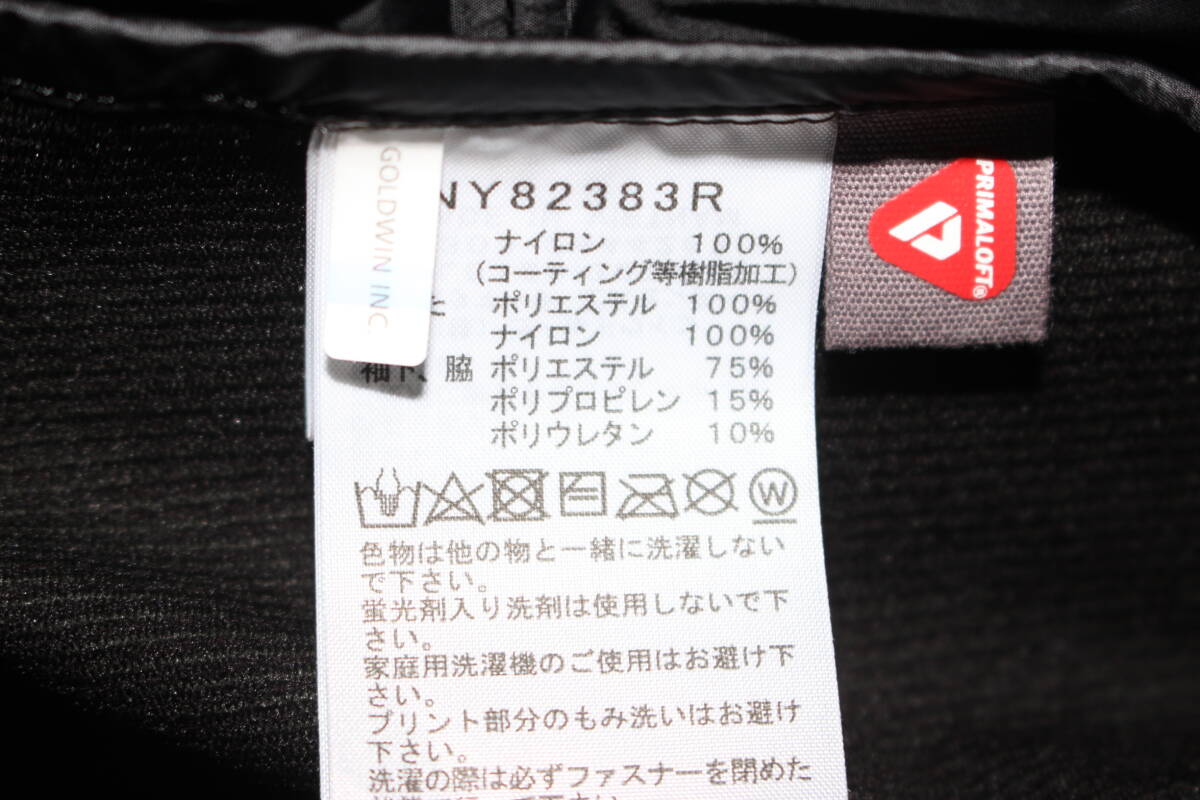 GOLDWIN INC
NY82383R
ナイロン 100%
(コーティング等樹脂加工)
ポリエステル 100%
ナイロン 100%
袖下、脇 ポリエステル 75%
ポリプロピレン 15%
ポリウレタン 10%
W
色物は他の物と一緒に洗濯しない
で下さい。
蛍光剤入り洗剤は使用しないで下
さい。
家庭用洗濯機のご使用はお避け下
さい。
プリント部分のもみ洗いはお避け
下さい。
洗濯の際は必ずファスナーを閉めた
PRIMALOFT®